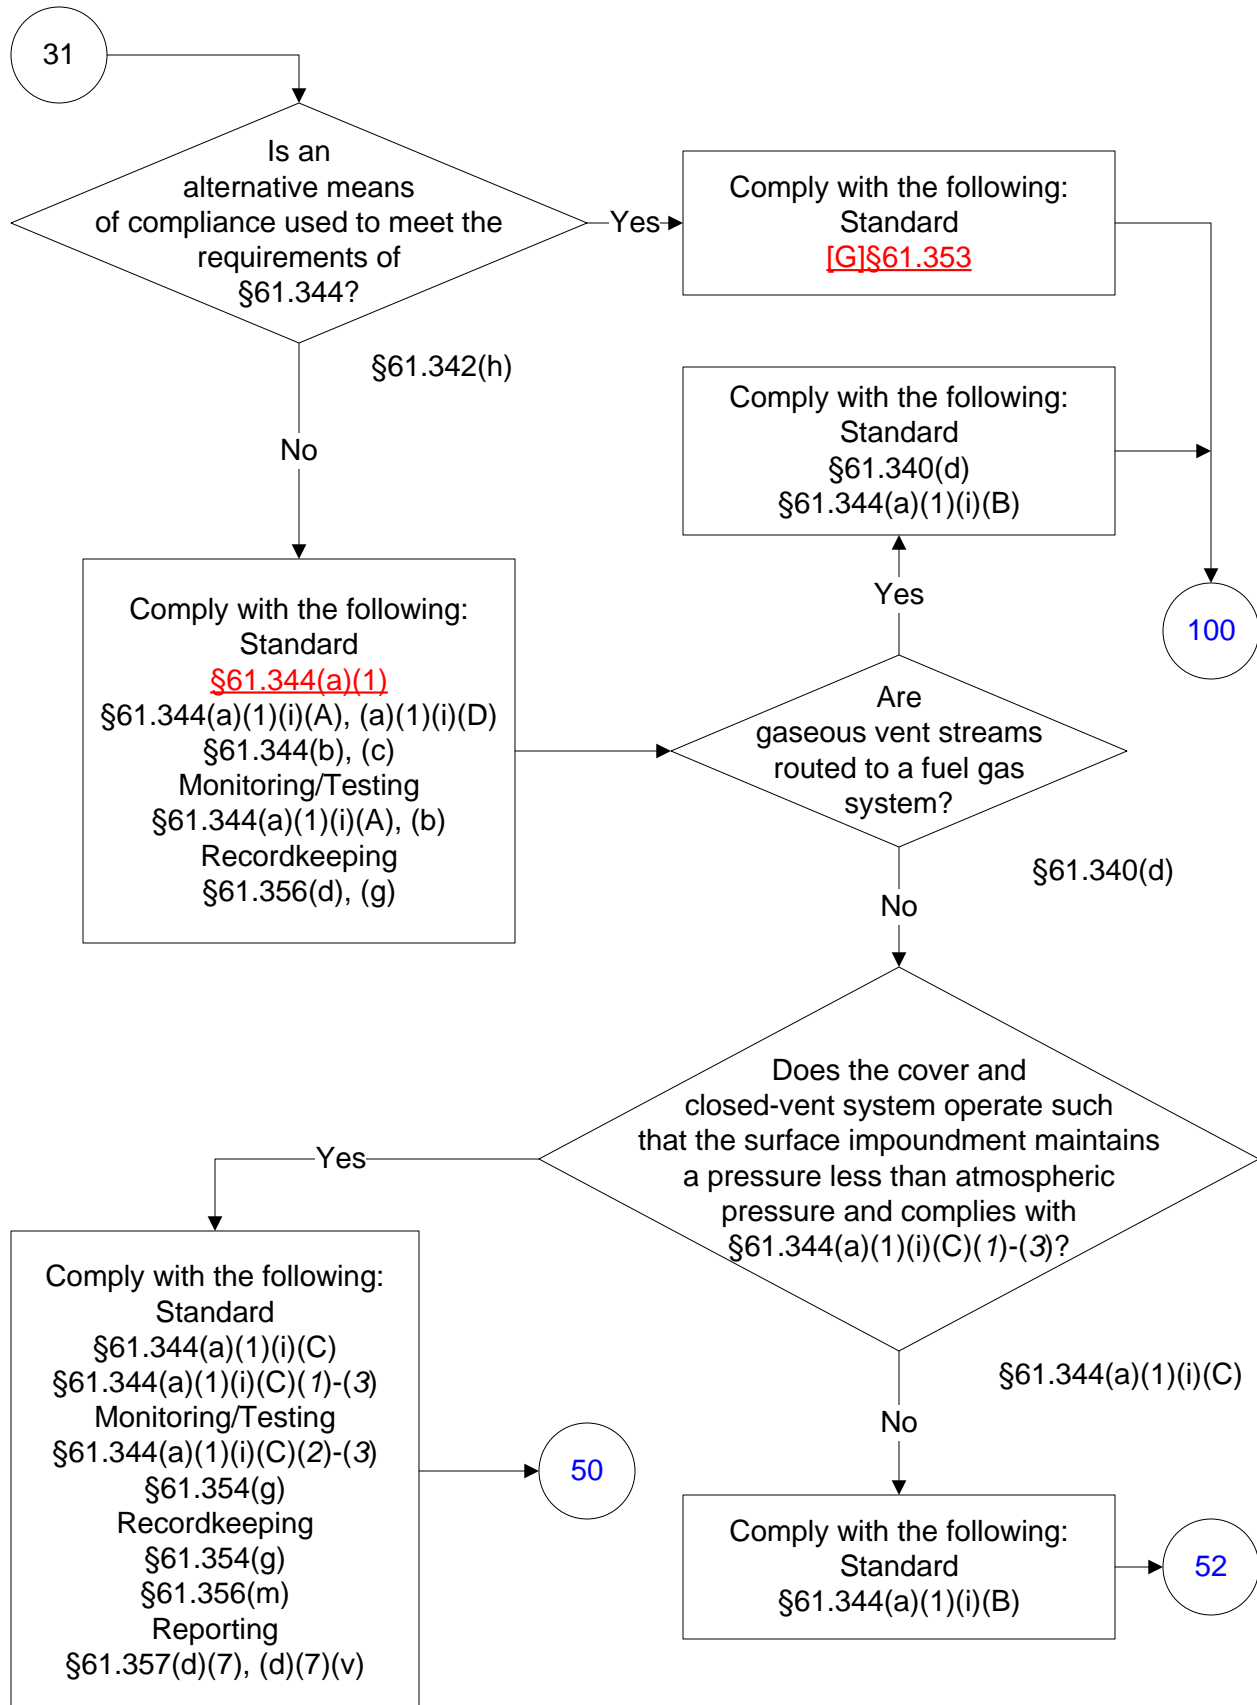 31
Is an
alternative means
of compliance used to meet the
requirements of
§61.344?
Yes
Comply with the following:
Standard
[G]§61.353
§61.342(h)
No
Comply with the following:
Standard
§61.340(d)
§61.344(a)(1)(i)(B)
Yes
100
Comply with the following:
Standard
§61.344(a)(1)
§61.344(a)(1)(i)(A), (a)(1)(i)(D)
§61.344(b), (c)
Monitoring/Testing
§61.344(a)(1)(i)(A), (b)
Recordkeeping
§61.356(d), (g)
Are
gaseous vent streams
routed to a fuel gas
system?
§61.340(d)
No
Does the cover and
closed-vent system operate such
that the surface impoundment maintains
a pressure less than atmospheric
pressure and complies with
§61.344(a)(1)(i)(C)(1)-(3)?
Yes
Comply with the following:
Standard
§61.344(a)(1)(i)(C)
§61.344(a)(1)(i)(C)(1)-(3)
Monitoring/Testing
§61.344(a)(1)(i)(C)(2)-(3)
§61.354(g)
Recordkeeping
§61.354(g)
§61.356(m)
Reporting
§61.357(d)(7), (d)(7)(v)
50
§61.344(a)(1)(i)(C)
No
Comply with the following:
Standard
§61.344(a)(1)(i)(B)
52